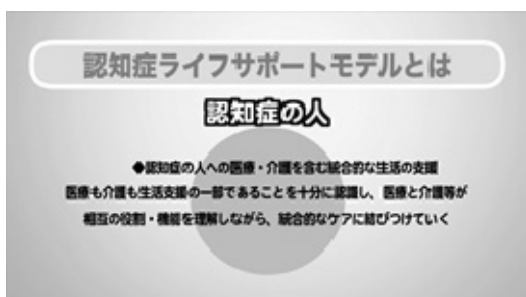 認知症ライフサポートモデルとは
認知症の人
◆認知症の人への医療・介護を含む統合的な生活の支援
医療も介護も生活支援の一部であることを十分に認識し、医療と介護等が
相互の役割・機能を理解しながら、統合的なケアに結びつけていく